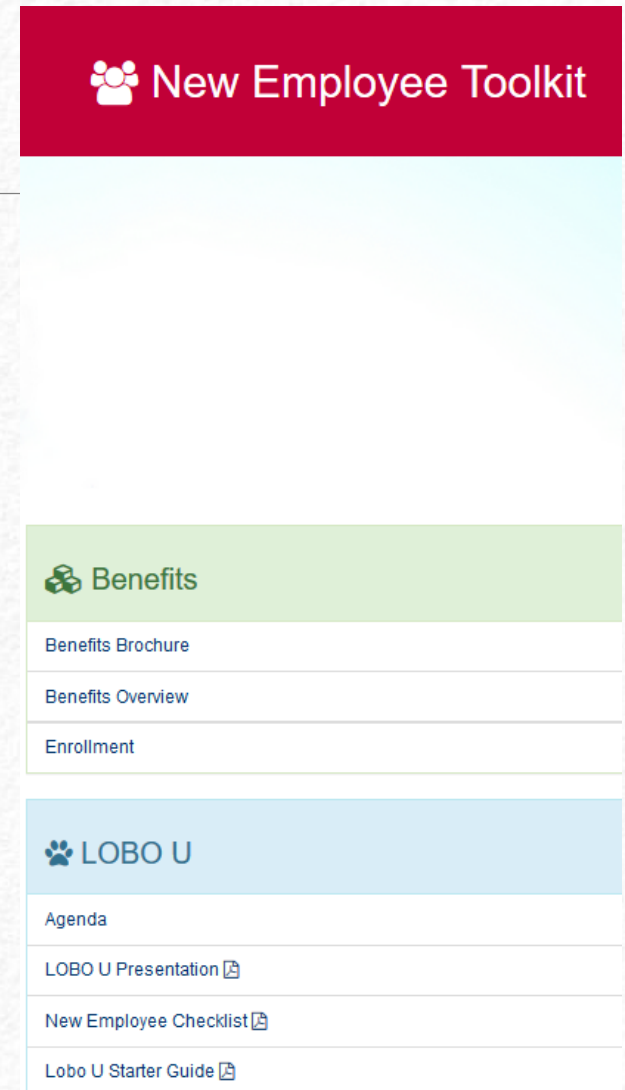 New Employee Toolkit
Benefits
Benefits Brochure
Benefits Overview
Enrollment
LOBO U
Agenda
LOBO U Presentation
New Employee Checklist
Lobo U Starter Guide